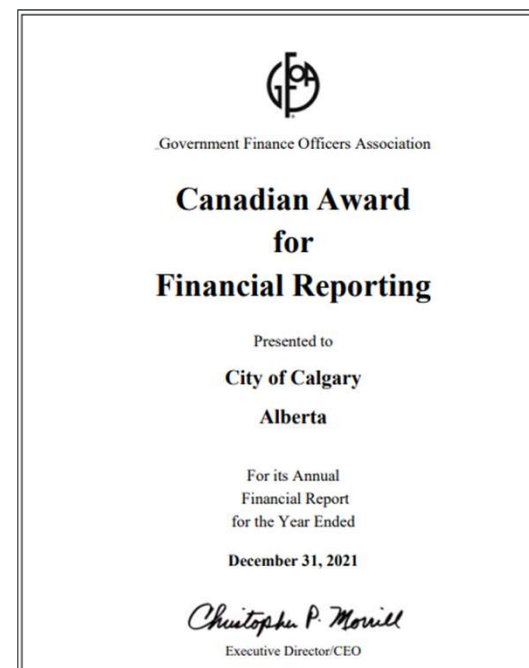 GFOA
Government Finance Officers Association
Canadian Award
for
Financial Reporting
Presented to
City of Calgary
Alberta
For its Annual
Financial Report
for the Year Ended
December 31, 2021
Christopher P. Morrill
Executive Director/CEO